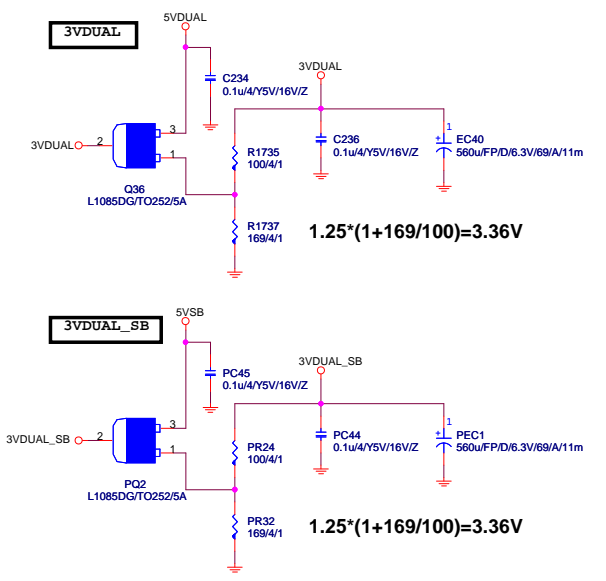 5VDUAL
3VDUAL
C234
0.1u/4/Y5V/16V/Z
3VDUAL
3
3VDUAL
2
1
Q36
L1085DG/TO252/5A
R1735
100/4/1
C236
0.1u/4/Y5V/16V/Z
1
+
EC40
560u/FP/D/6.3V/69/A/11m
R1737
169/4/1
1.25*(1+169/100)=3.36V
5VSB
3VDUAL_SB
PC45
0.1u/4/Y5V/16V/Z
3VDUAL_SB
3
3VDUAL_SB
2
1
PQ2
L1085DG/TO252/5A
PR24
100/4/1
PC44
0.1u/4/Y5V/16V/Z
1
+
PEC1
560u/FP/D/6.3V/69/A/11m
PR32
169/4/1
1.25*(1+169/100)=3.36V